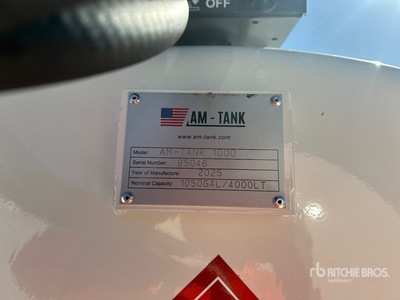 OFF
AM - TANK
www.am-tank.com
Model: AM-TANK 1000
Serial Number: 85046
Year of Manufacture: 2025
Nominal Capacity: 1050GAL/4000LT
rb RITCHIE BROS.